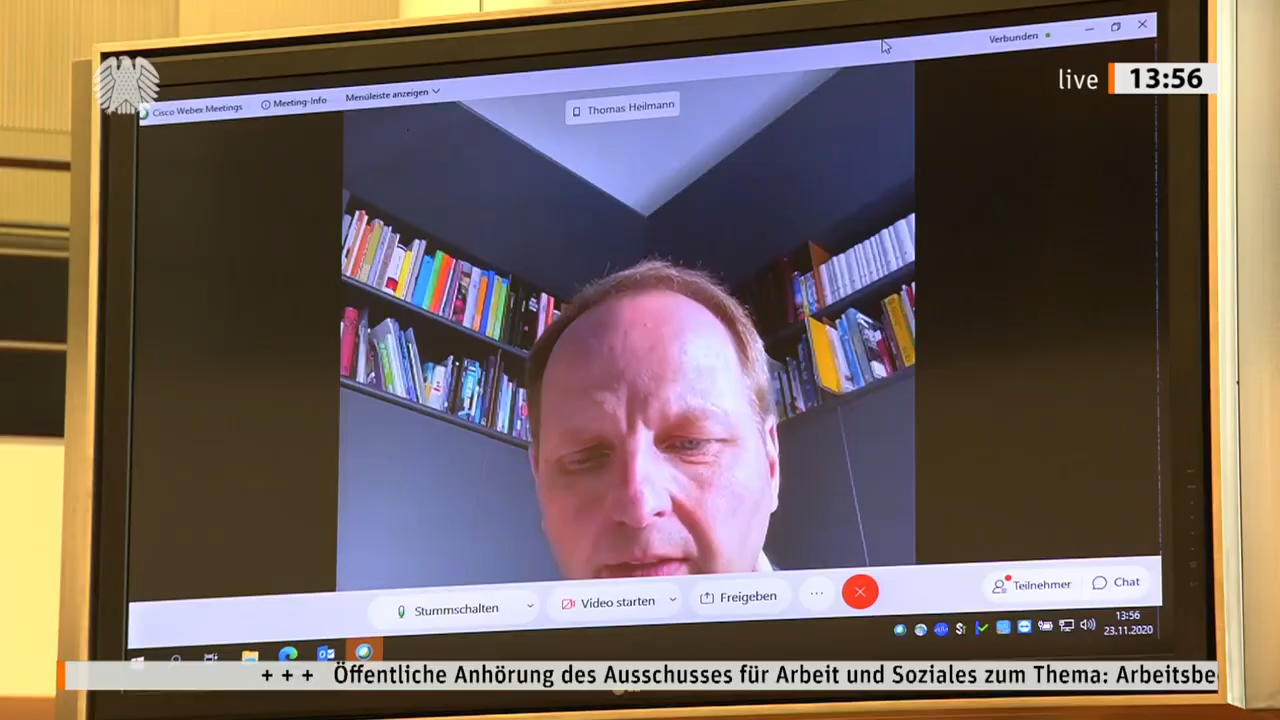 Verbunden
live 13:56
Cisco Webex Meetings Meeting-Info Menüleiste anzeigen
Thomas Heilmann
Stummschalten Video starten Freigeben ... Teilnehmer Chat
13:56
23.11.2020
+ + + Öffentliche Anhörung des Ausschusses für Arbeit und Soziales zum Thema: Arbeitsbe